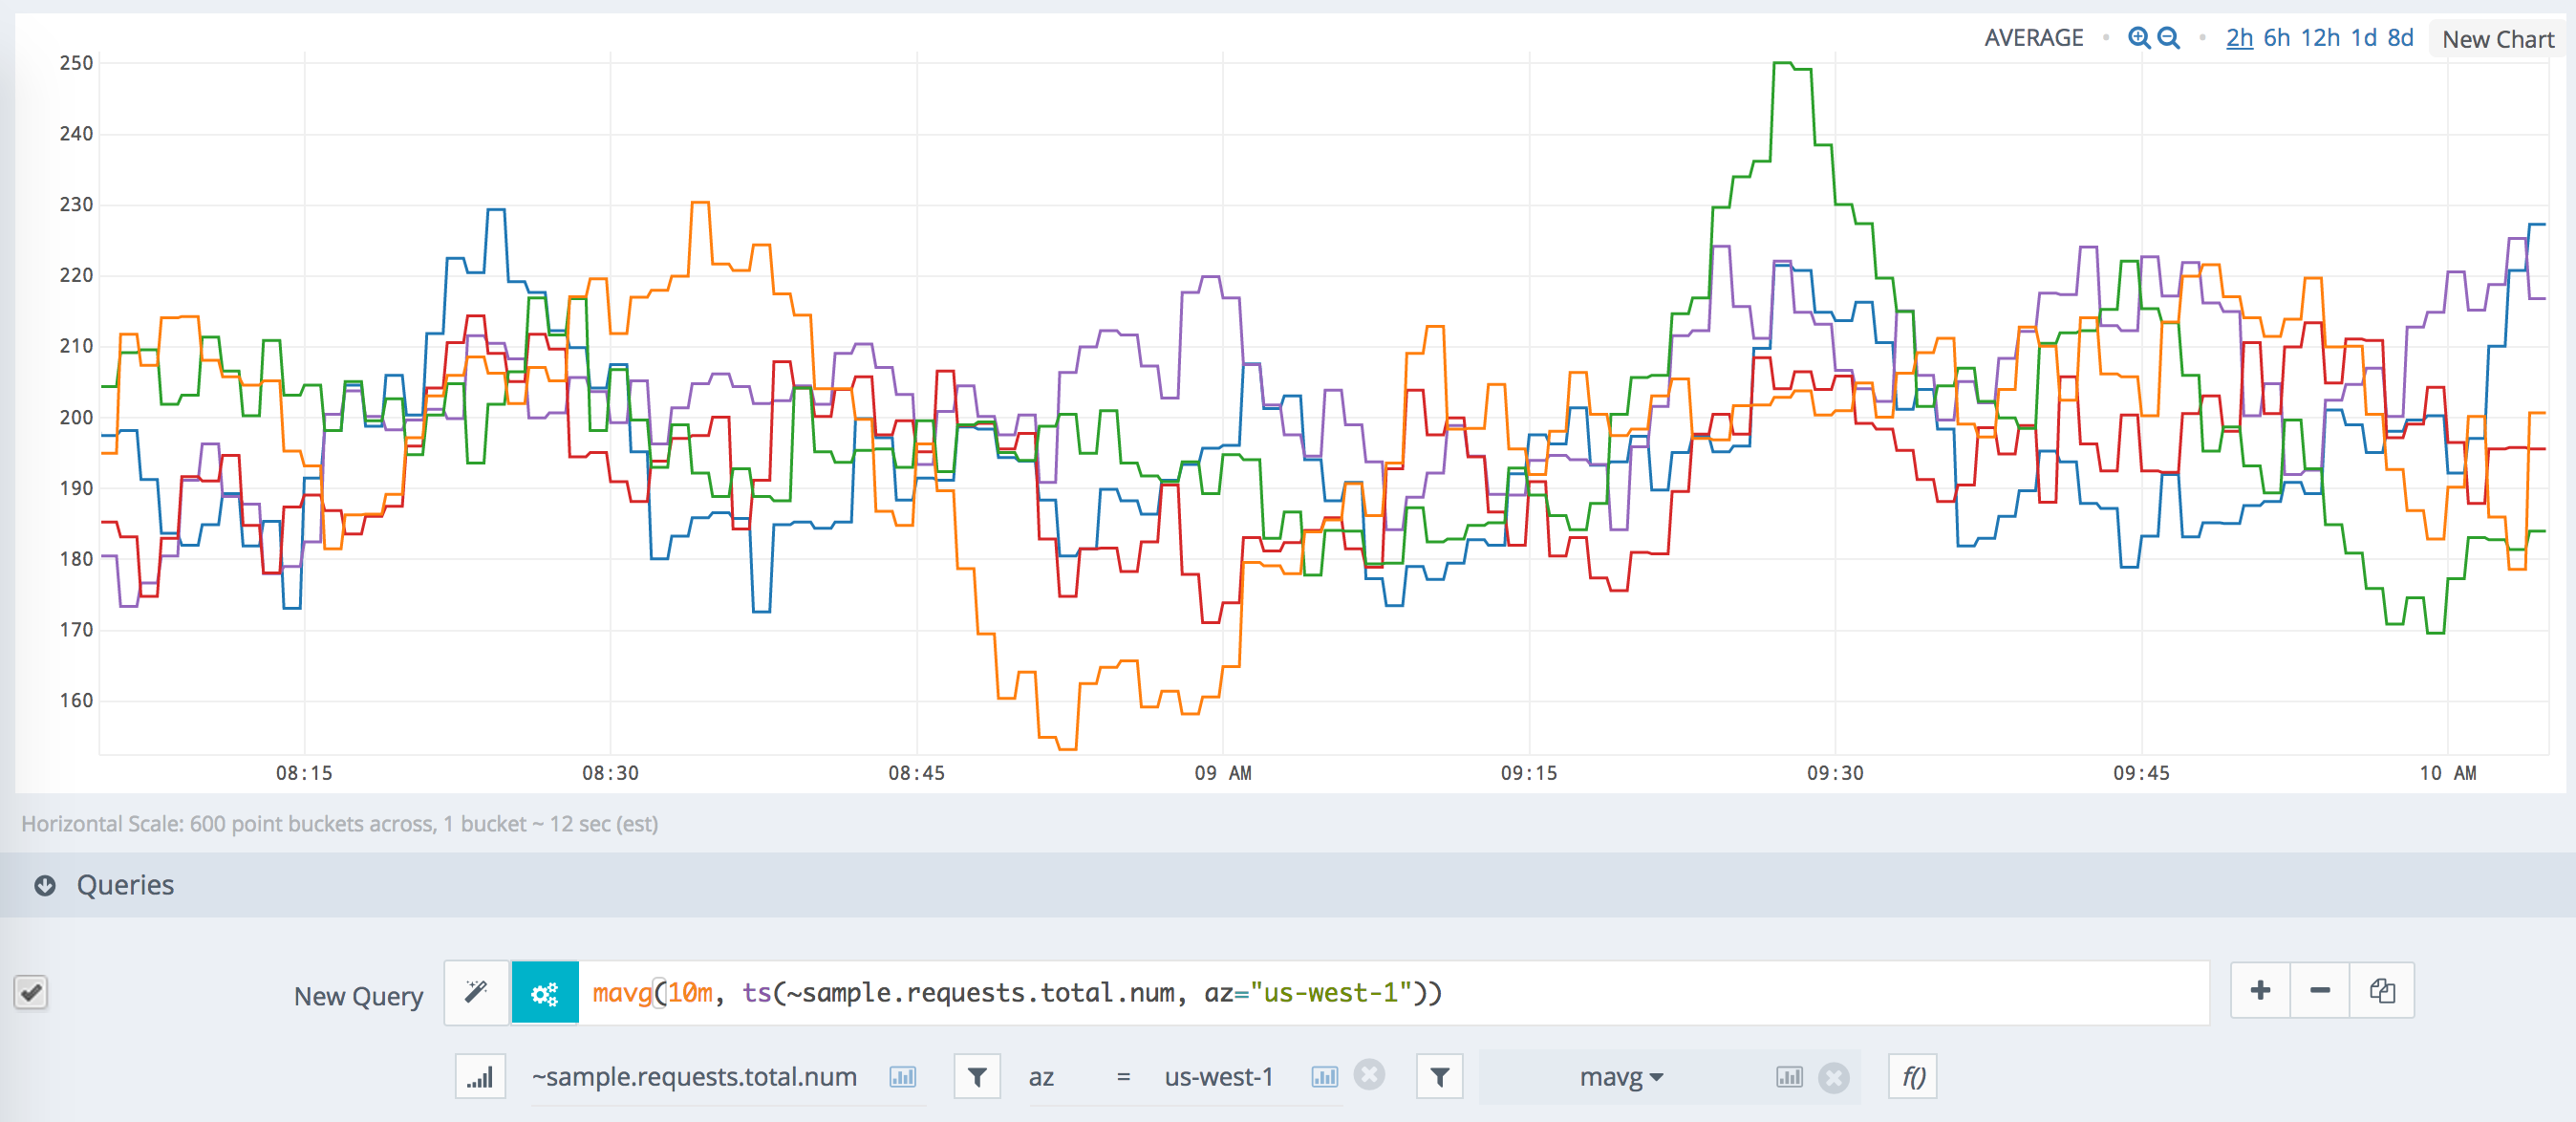 AVERAGE • • 2h 6h 12h 1d 8d New Chart
250
240
230
220
210
200
190
180
170
160
08:15 08:30 08:45 09 AM 09:15 09:30 09:45 10 AM
Horizontal Scale: 600 point buckets across, 1 bucket ~ 12 sec (est)
Queries
New Query mavg(10m, ts(~sample.requests.total.num, az="us-west-1"))
~sample.requests.total.num az = us-west-1 mavg f()